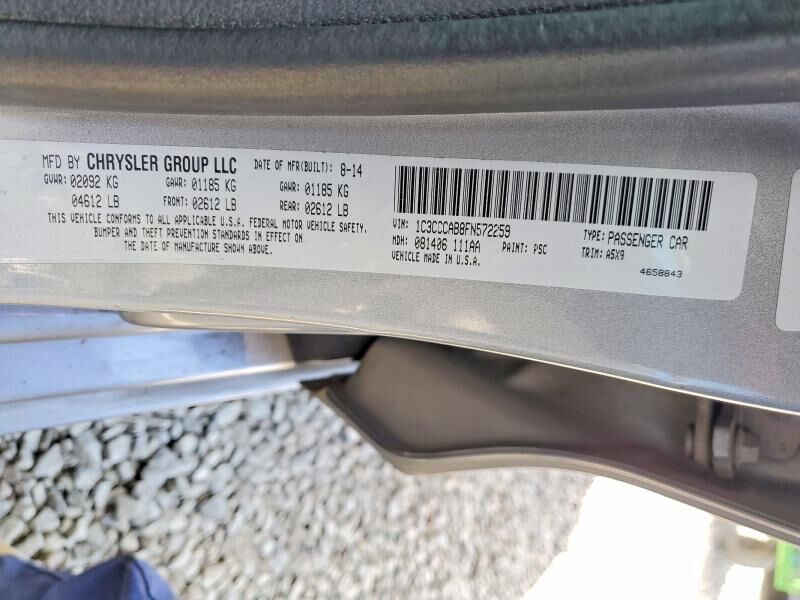 MFD BY CHRYSLER GROUP LLC DATE OF MFR(BUILT): 8-14
GVWR: 02092 KG GAWR: 01185 KG GAWR: 01185 KG
04612 LB FRONT: 02612 LB REAR: 02612 LB
THIS VEHICLE CONFORMS TO ALL APPLICABLE U.S.A. FEDERAL MOTOR VEHICLE SAFETY,
BUMPER AND THEFT PREVENTION STANDARDS IN EFFECT ON
THE DATE OF MANUFACTURE SHOWN ABOVE.
VIN: 1C3CCCAB8FN572259 TYPE: PASSENGER CAR
MDH: 081406 111AA PAINT: PSC TRIM: A5X9
VEHICLE MADE IN U.S.A. 4658843